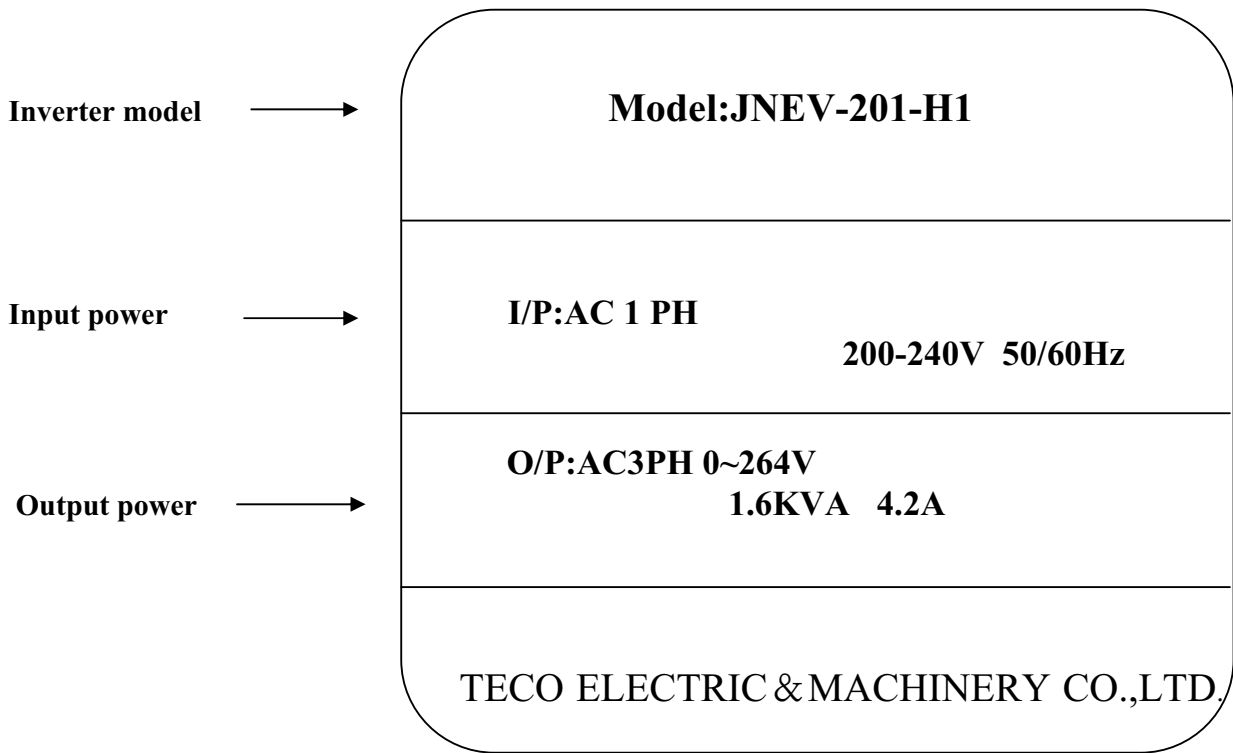 Inverter model
Model:JNEV-201-H1
Input power
I/P:AC 1 PH
200-240V 50/60Hz
O/P:AC3PH 0~264V
Output power
1.6KVA 4.2A
TECO ELECTRIC&MACHINERY CO.,LTD.